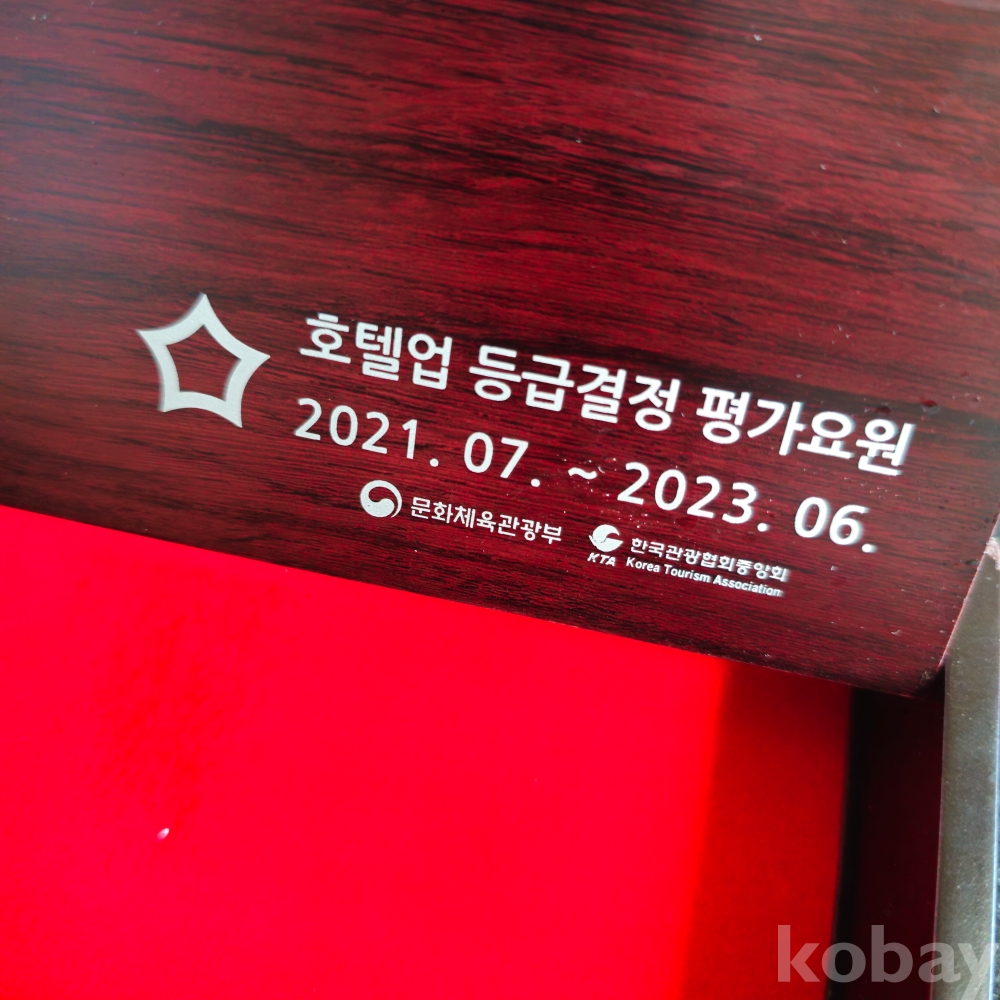 호텔업 등급결정 평가요원
2021. 07. ~ 2023. 06.
문화체육관광부
한국관광협회중앙회
KTA Korea Tourism Association
kobay